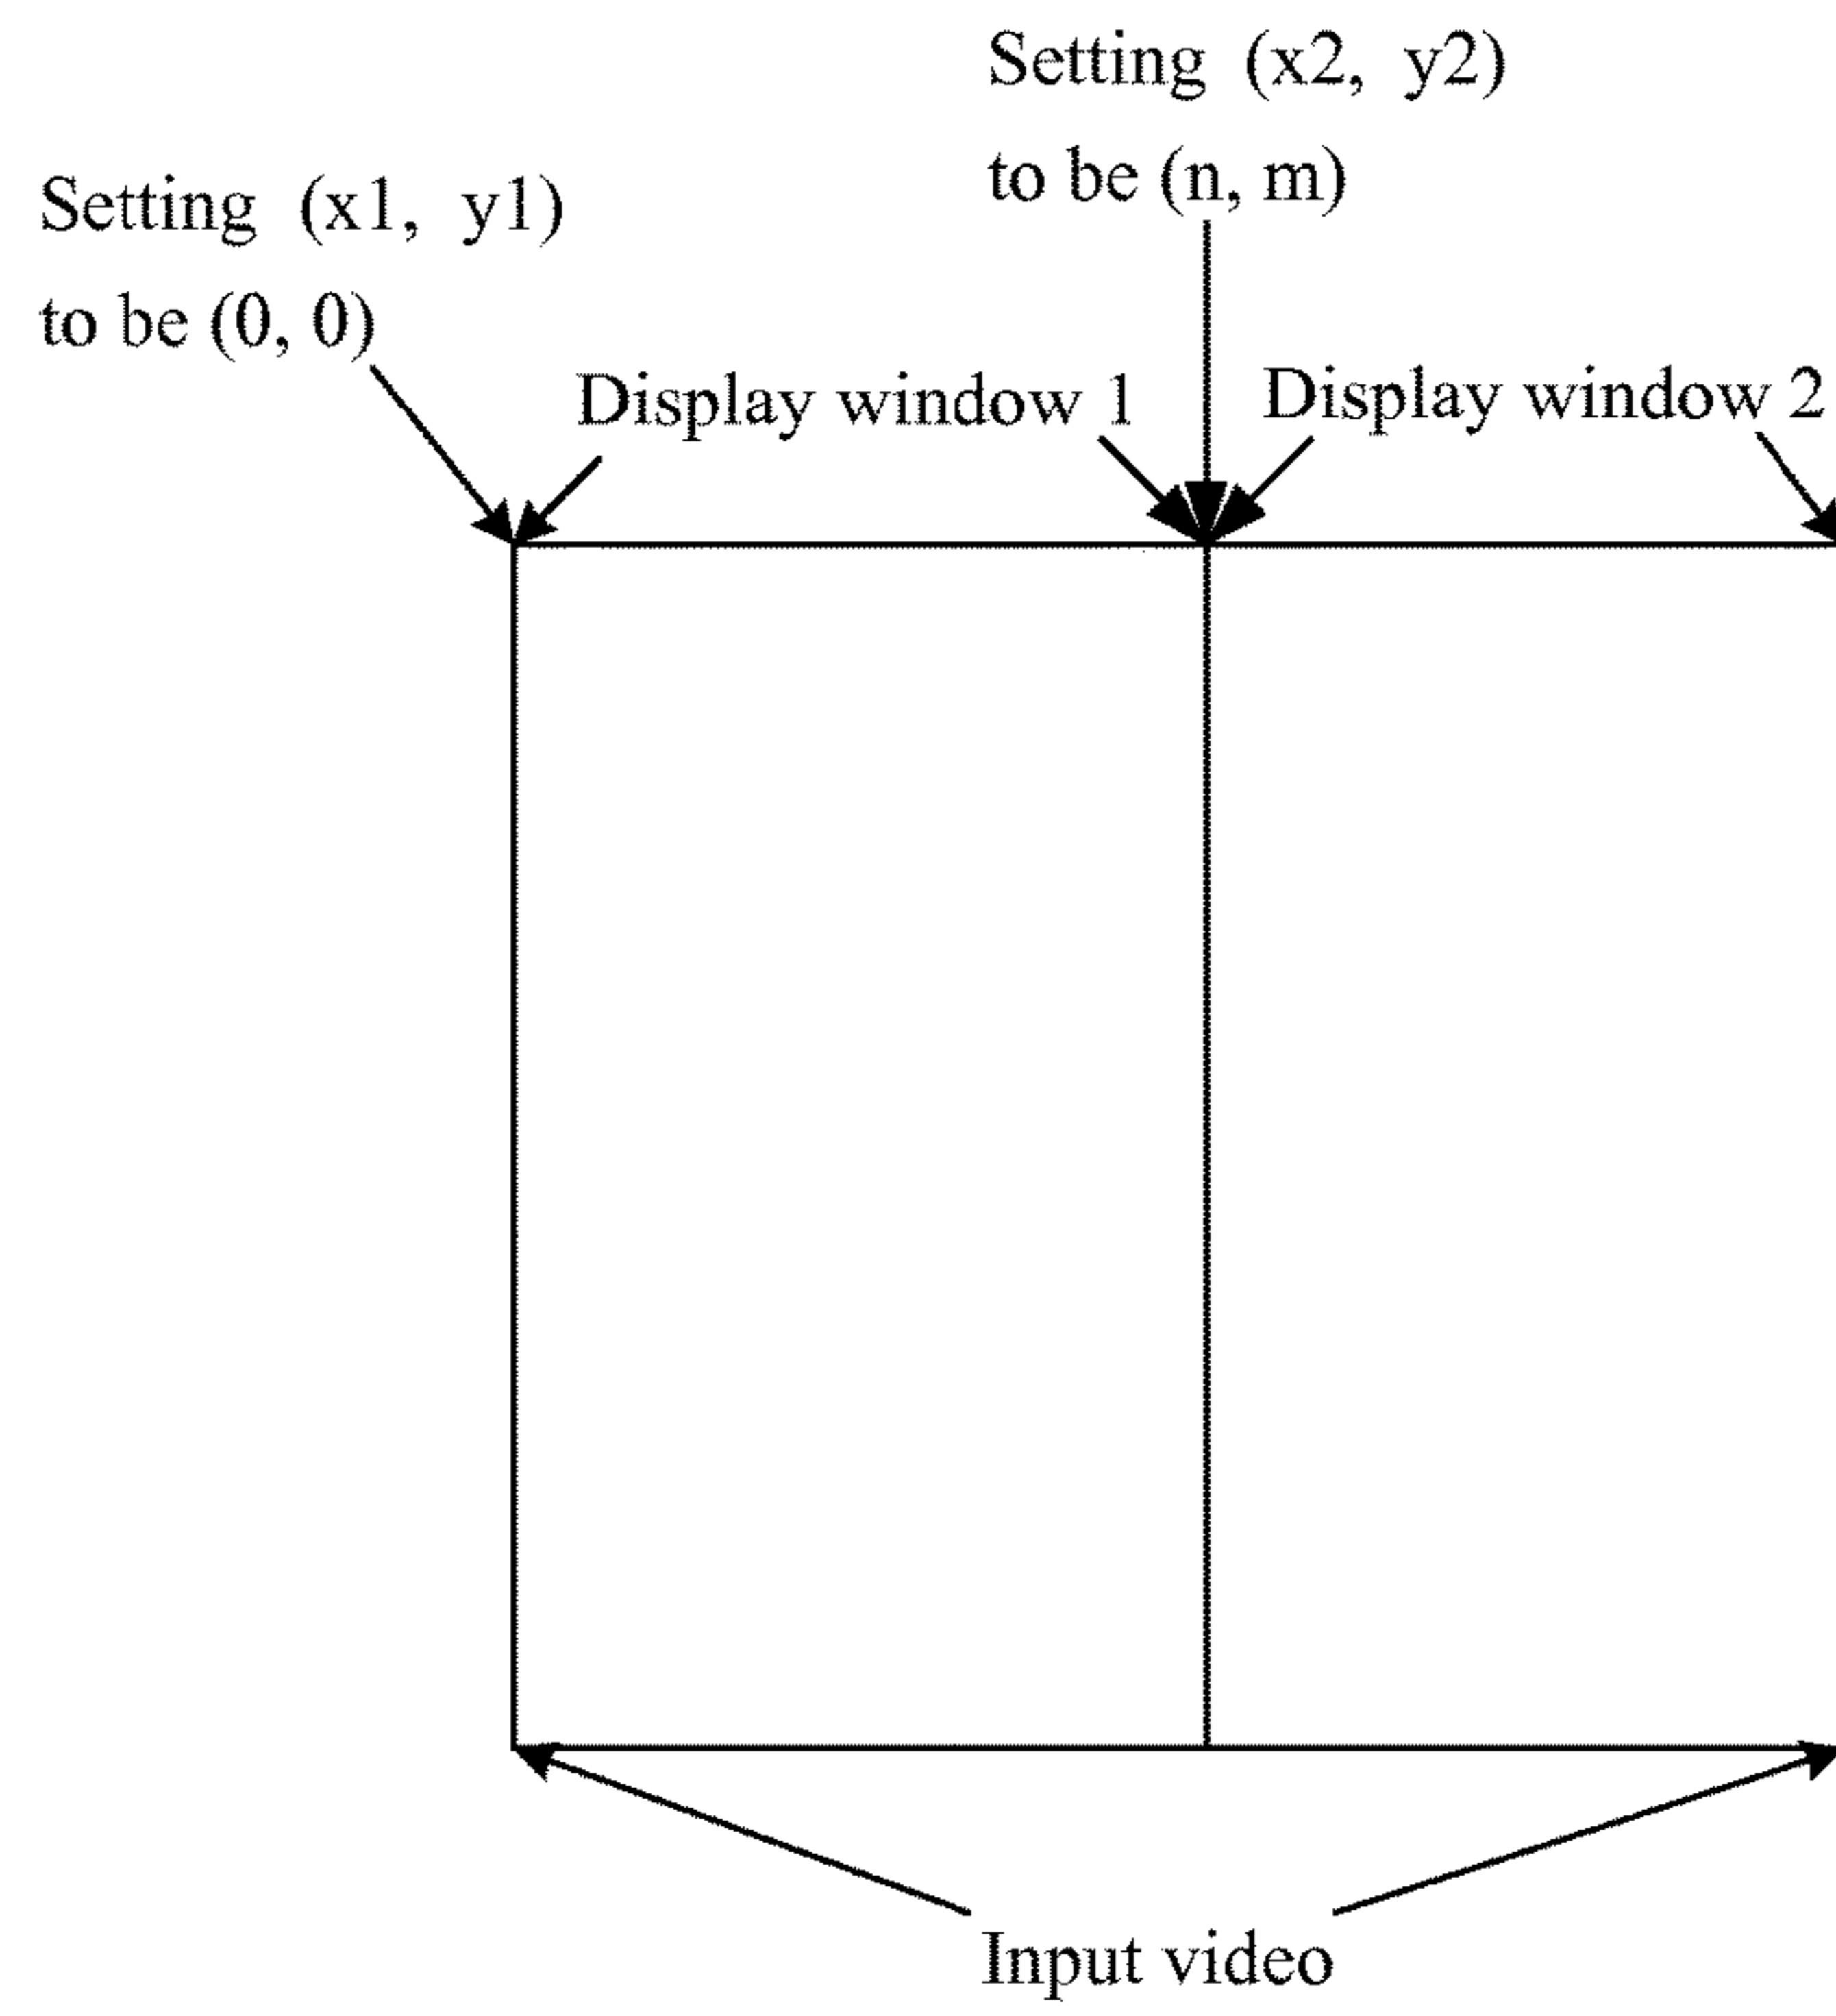 Setting (x2, y2)
to be (n, m)
Setting (x1, y1)
to be (0, 0)
Display window 1
Display window 2
Input video